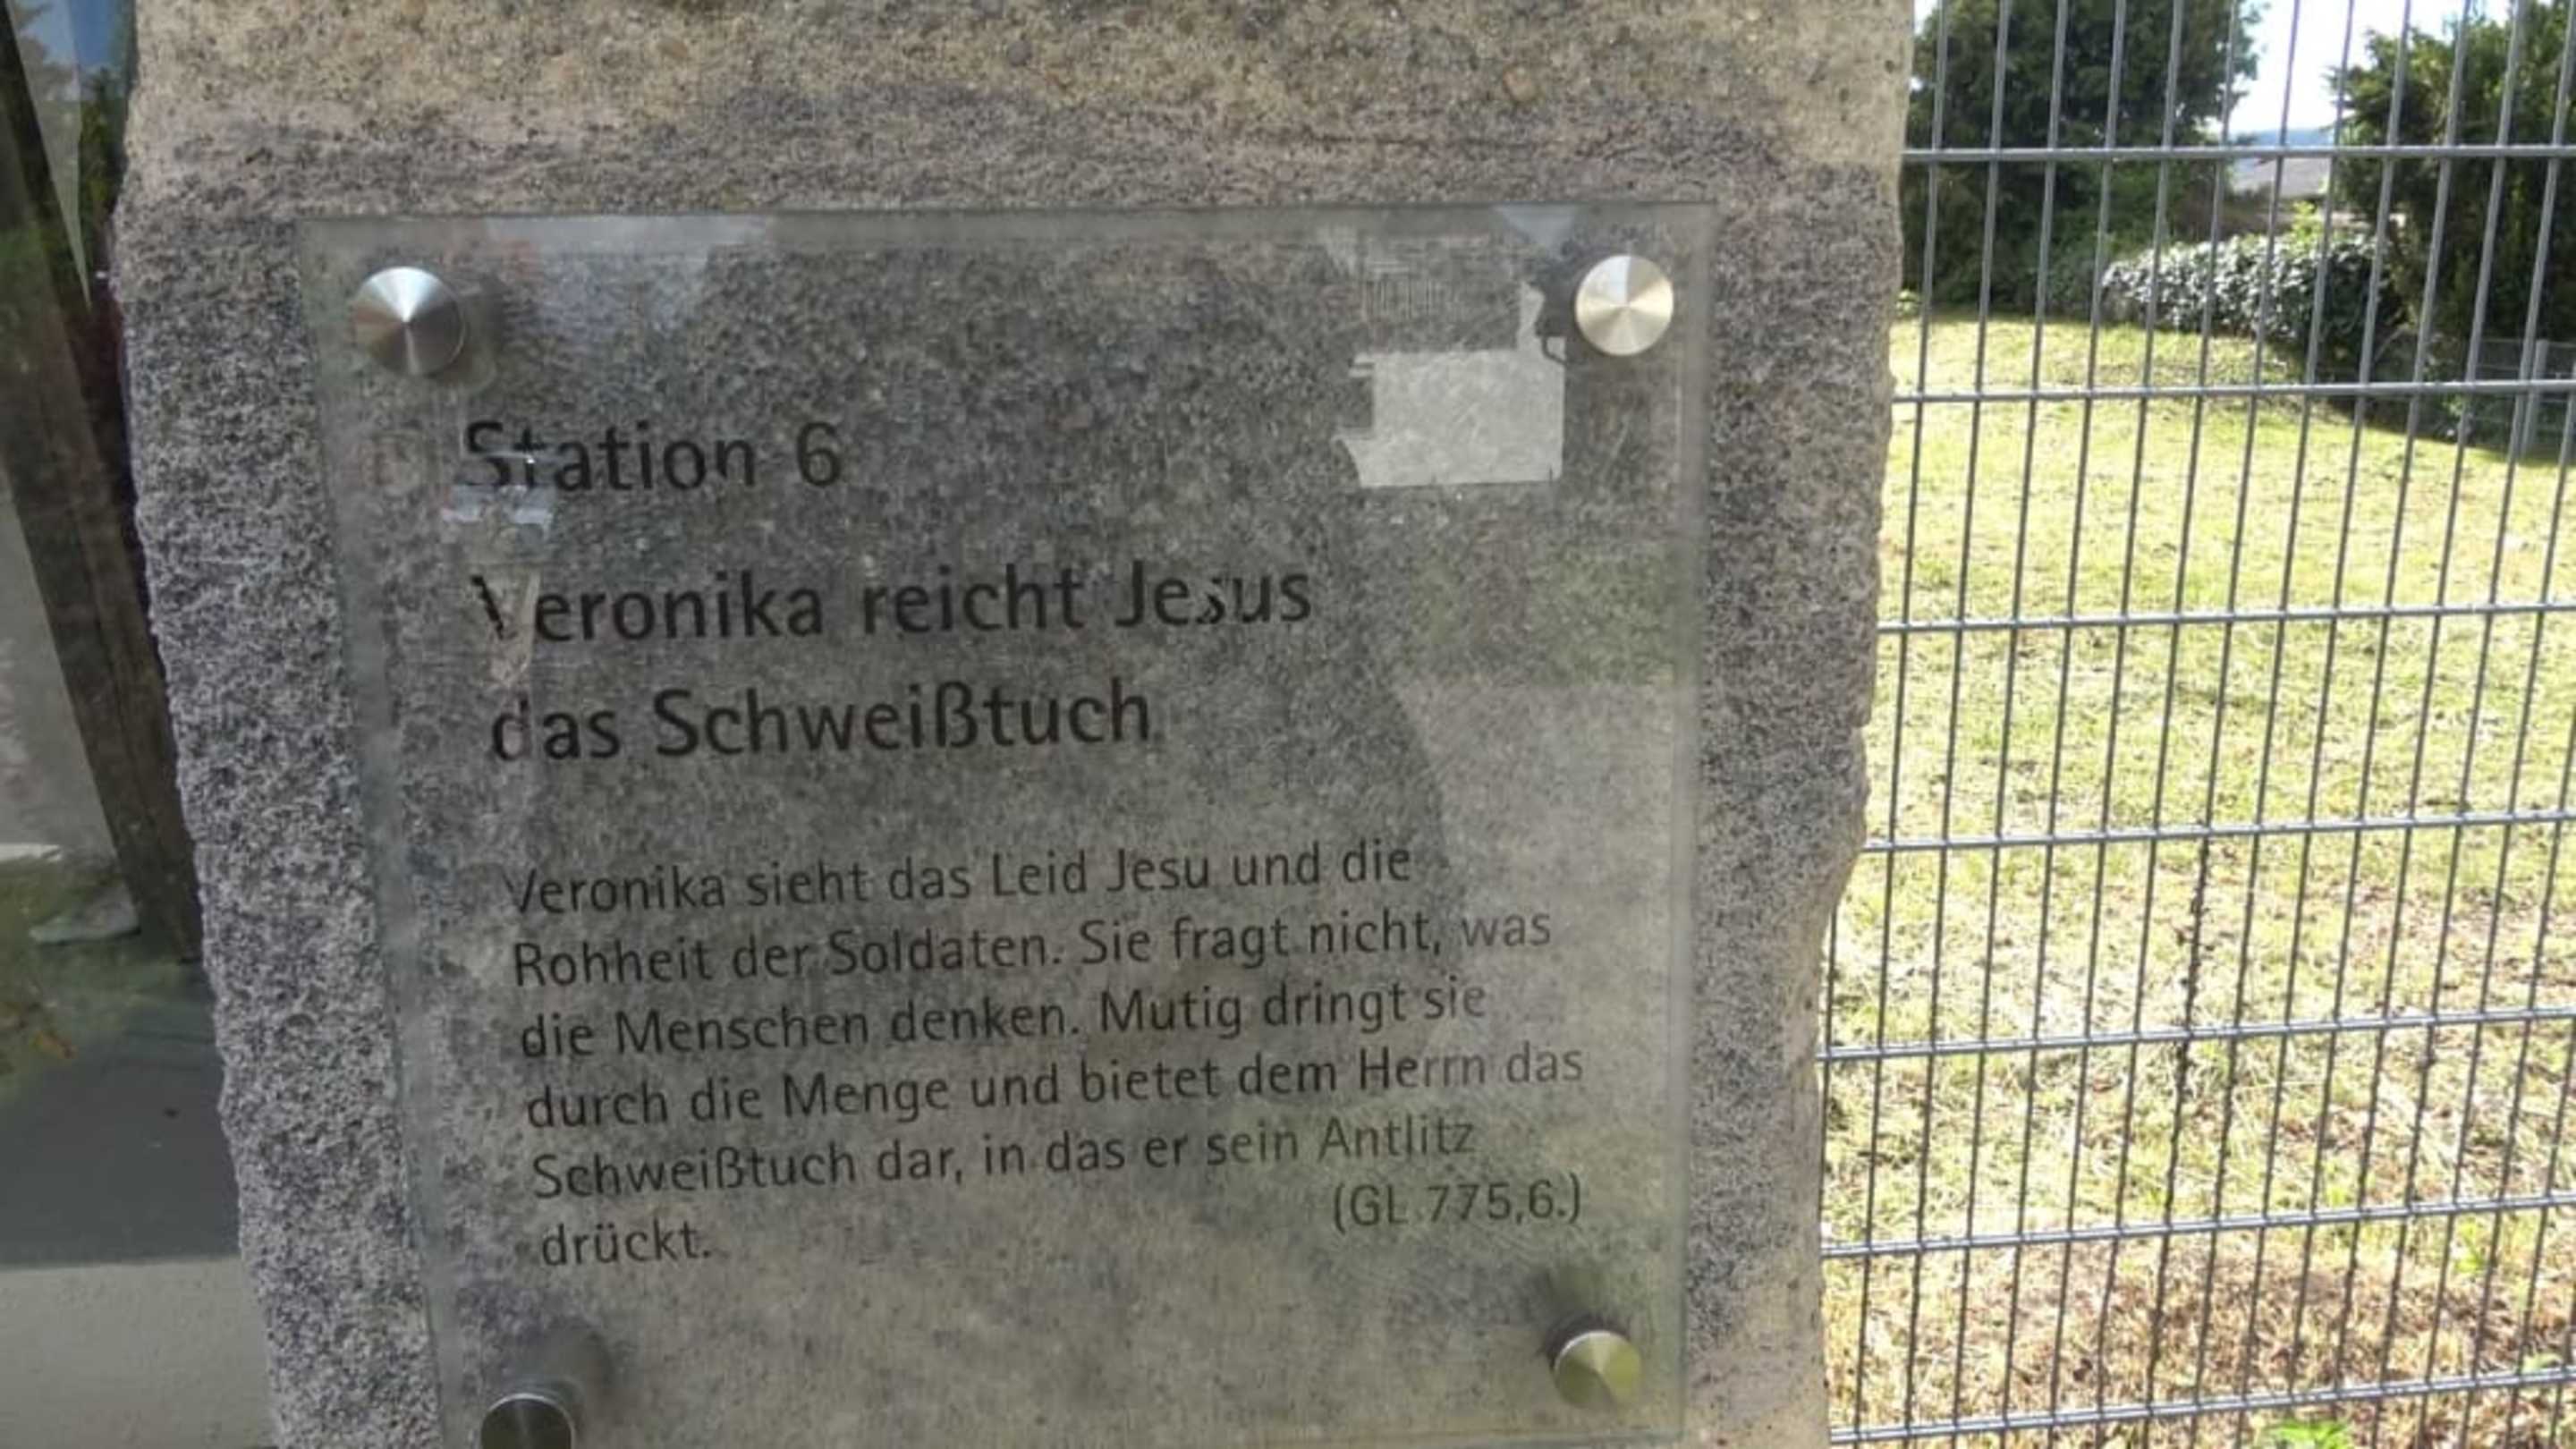 Station 6
Veronika reicht Jesus
das Schweißtuch
Veronika sieht das Leid Jesu und die
Rohheit der Soldaten. Sie fragt nicht, was
die Menschen denken. Mutig dringt sie
durch die Menge und bietet dem Herrn das
Schweißtuch dar, in das er sein Antlitz
drückt. (GL 775,6.)